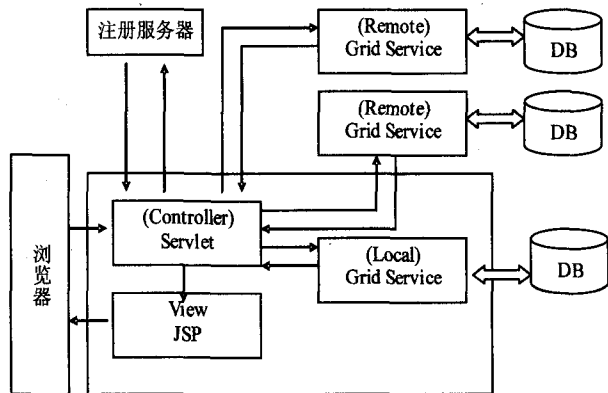 注册服务器
(Remote)
Grid Service
DB
(Remote)
Grid Service
DB
浏览器
(Controller)
Servlet
(Local)
Grid Service
DB
View
JSP